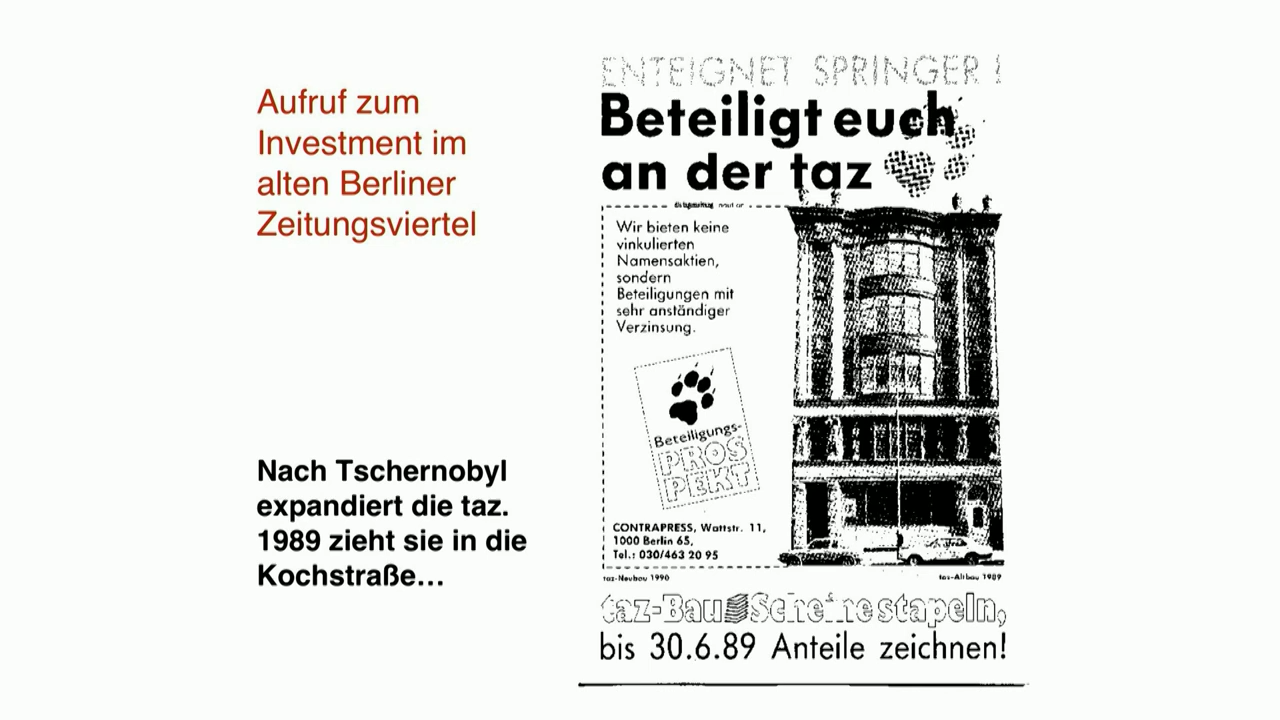 Aufruf zum
Investment im
alten Berliner
Zeitungsviertel
Nach Tschernobyl
expandiert die taz.
1989 zieht sie in die
Kochstraße...
ENTEIGNET SPRINGER!
Beteiligt euch
an der taz
Wir bieten keine
vinkulierten
Namensaktien,
sondern
Beteiligungen mit
sehr anständiger
Verzinsung.
Beteiligungs-
PROS
PEKT
CONTRAPRESS, Wattstr. 11,
1000 Berlin 65,
Tel.: 030/463 20 95
taz-Neubau 1990
taz-Altbau 1989
taz-Bau Scheine stapeln,
bis 30.6.89 Anteile zeichnen!